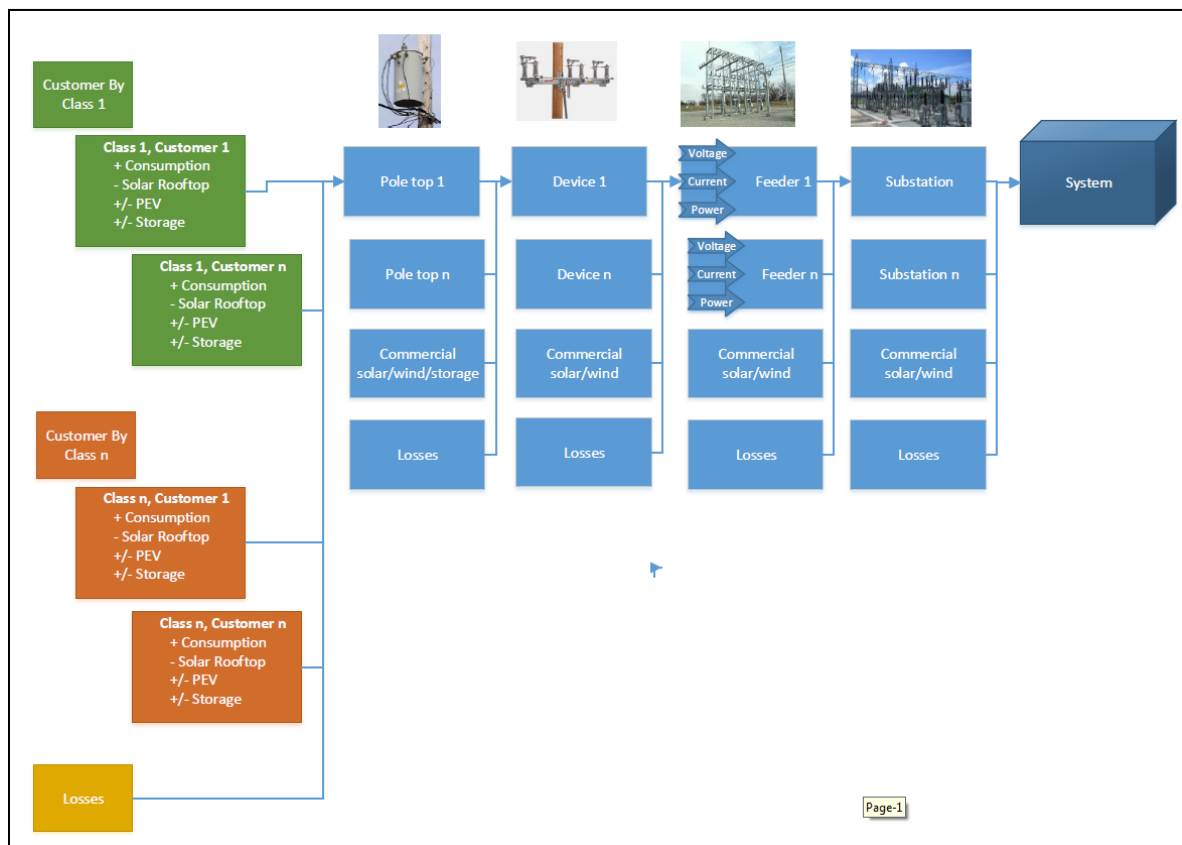 Customer By
Class 1
Class 1, Customer 1
+ Consumption
- Solar Rooftop
+/- PEV
+/- Storage
Class 1, Customer n
+ Consumption
- Solar Rooftop
+/- PEV
+/- Storage
Customer By
Class n
Class n, Customer 1
+ Consumption
- Solar Rooftop
+/- PEV
+/- Storage
Class n, Customer n
+ Consumption
- Solar Rooftop
+/- PEV
+/- Storage
Losses
Pole top 1
Pole top n
Commercial
solar/wind/storage
Losses
Device 1
Device n
Commercial
solar/wind
Losses
Voltage
Current
Power
Feeder 1
Voltage
Current
Power
Feeder n
Commercial
solar/wind
Losses
Substation
Substation n
Commercial
solar/wind
Losses
System
Page-1